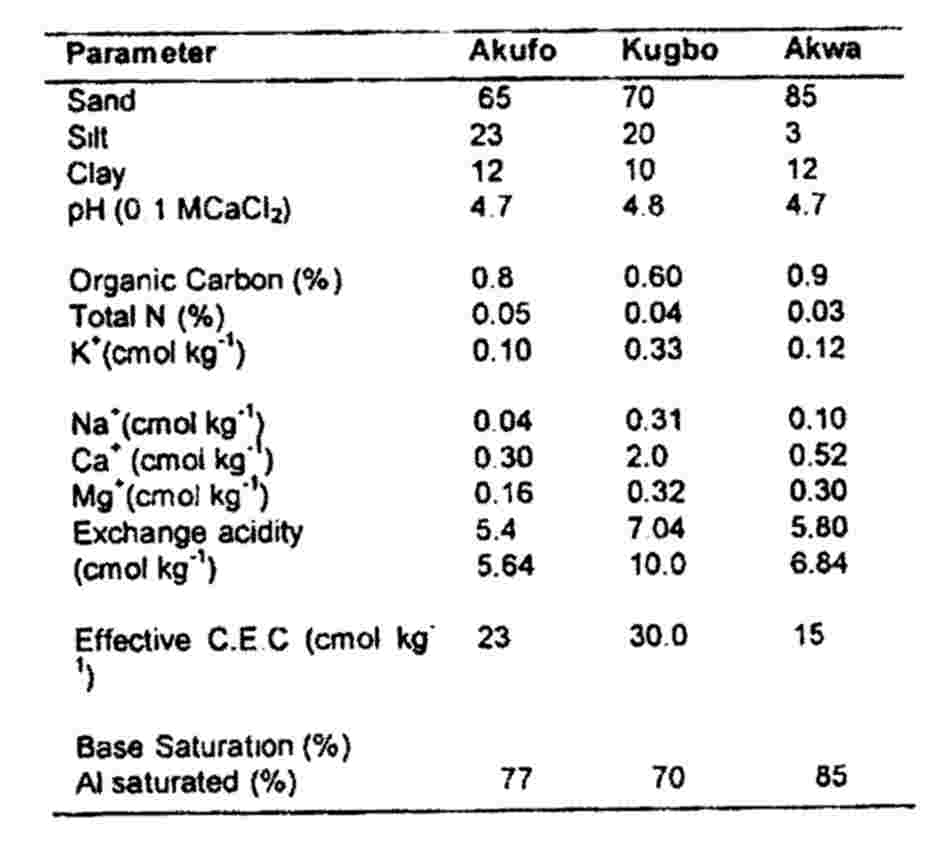 Parameter Akufo Kugbo Akwa
Sand 65 70 85
Silt 23 20 3
Clay 12 10 12
pH (0 1 MCaCl₂) 4.7 4.8 4.7
Organic Carbon (%) 0.8 0.60 0.9
Total N (%) 0.05 0.04 0.03
K⁺(cmol kg⁻¹) 0.10 0.33 0.12
Na⁺(cmol kg⁻¹) 0.04 0.31 0.10
Ca⁺ (cmol kg⁻¹) 0.30 2.0 0.52
Mg⁺(cmol kg⁻¹) 0.16 0.32 0.30
Exchange acidity 5.4 7.04 5.80
(cmol kg⁻¹) 5.64 10.0 6.84
Effective C.E.C (cmol kg⁻ 23 30.0 15
¹)
Base Saturation (%)
Al saturated (%) 77 70 85